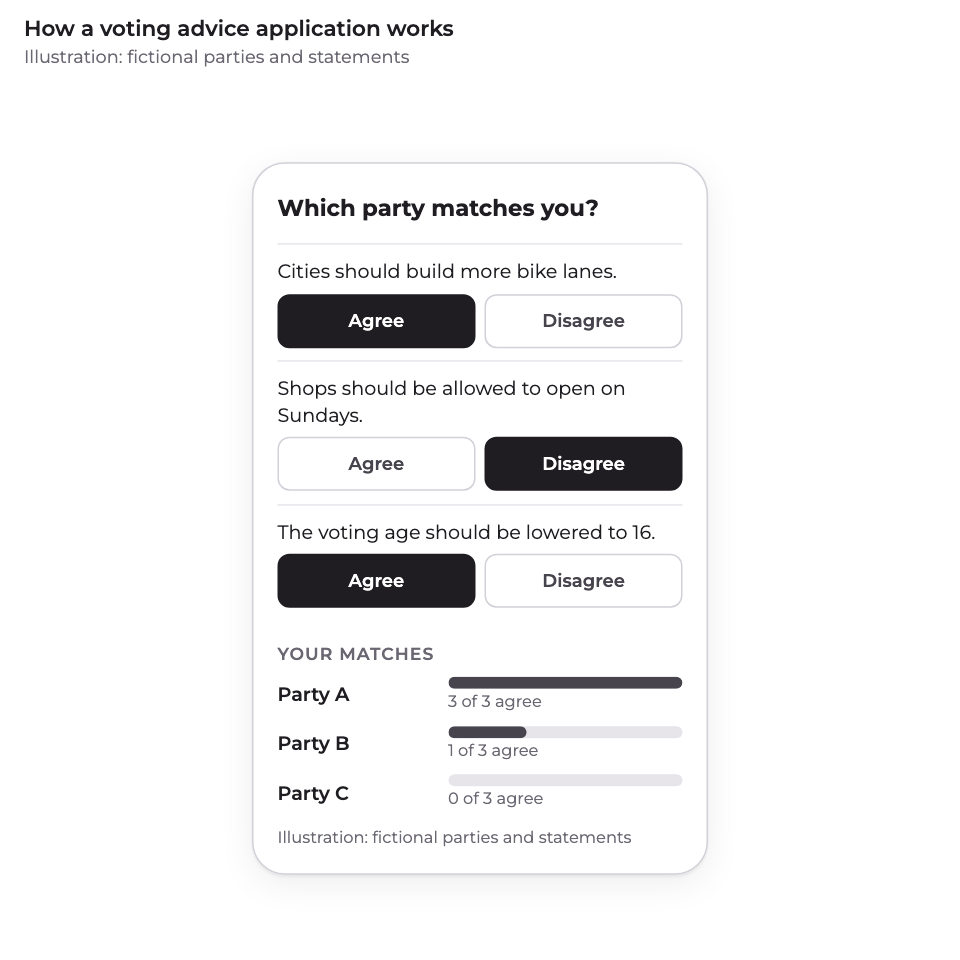 How a voting advice application works
Illustration: fictional parties and statements
Which party matches you?
Cities should build more bike lanes.
Agree
Disagree
Shops should be allowed to open on
Sundays.
Agree
Disagree
The voting age should be lowered to 16.
Agree
Disagree
YOUR MATCHES
Party A
3 of 3 agree
Party B
1 of 3 agree
Party C
0 of 3 agree
Illustration: fictional parties and statements